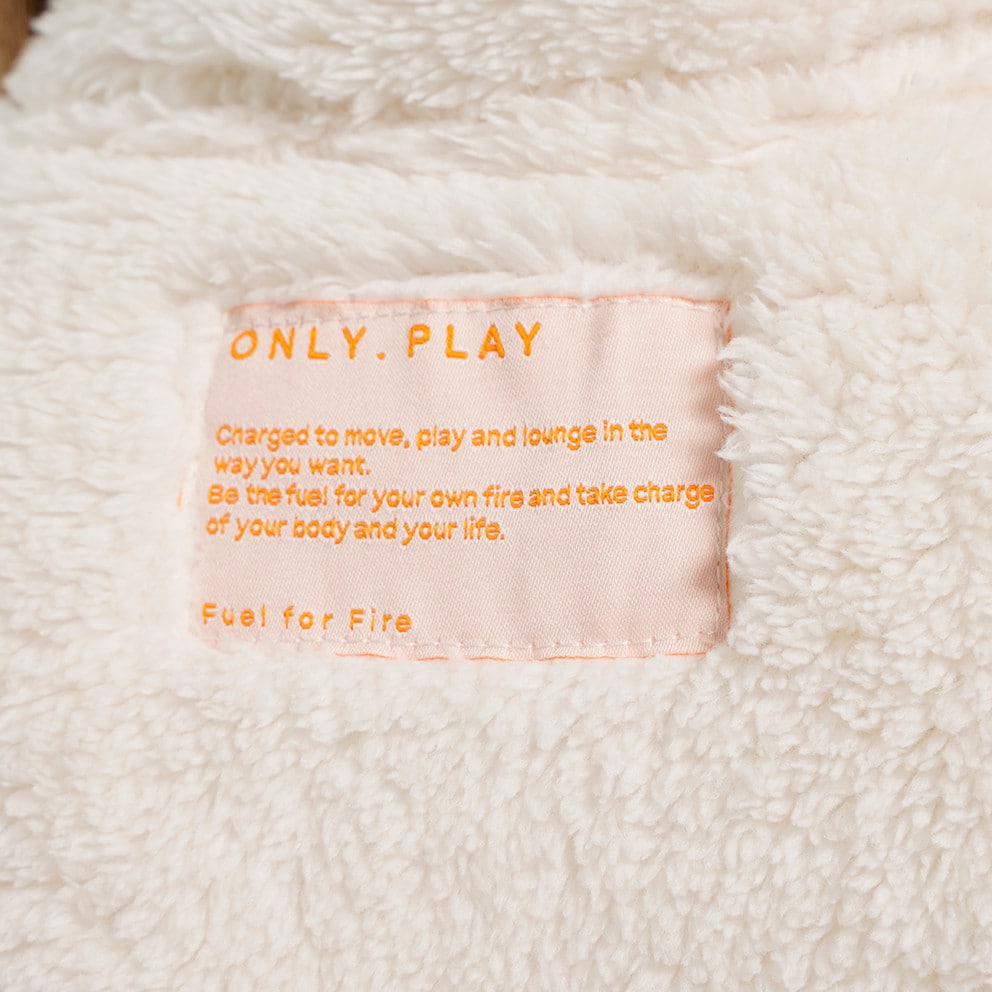 ONLY. PLAY
Charged to move, play and lounge in the
way you want.
Be the fuel for your own fire and take charge
of your body and your life.
Fuel for Fire